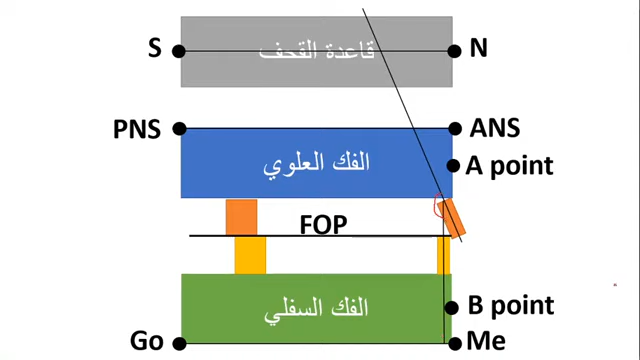 S قاعدة القحف N
PNS ANS
الفك العلوي A point
FOP
الفك السفلي B point
Go Me